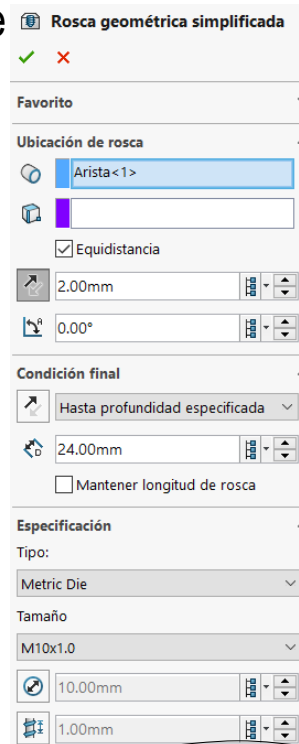 e
Rosca geométrica simplificada
Favorito
Ubicación de rosca
Arista<1>
Equidistancia
2.00mm
0.00°
Condición final
Hasta profundidad especificada
24.00mm
Mantener longitud de rosca
Especificación
Tipo:
Metric Die
Tamaño
M10x1.0
10.00mm
1.00mm